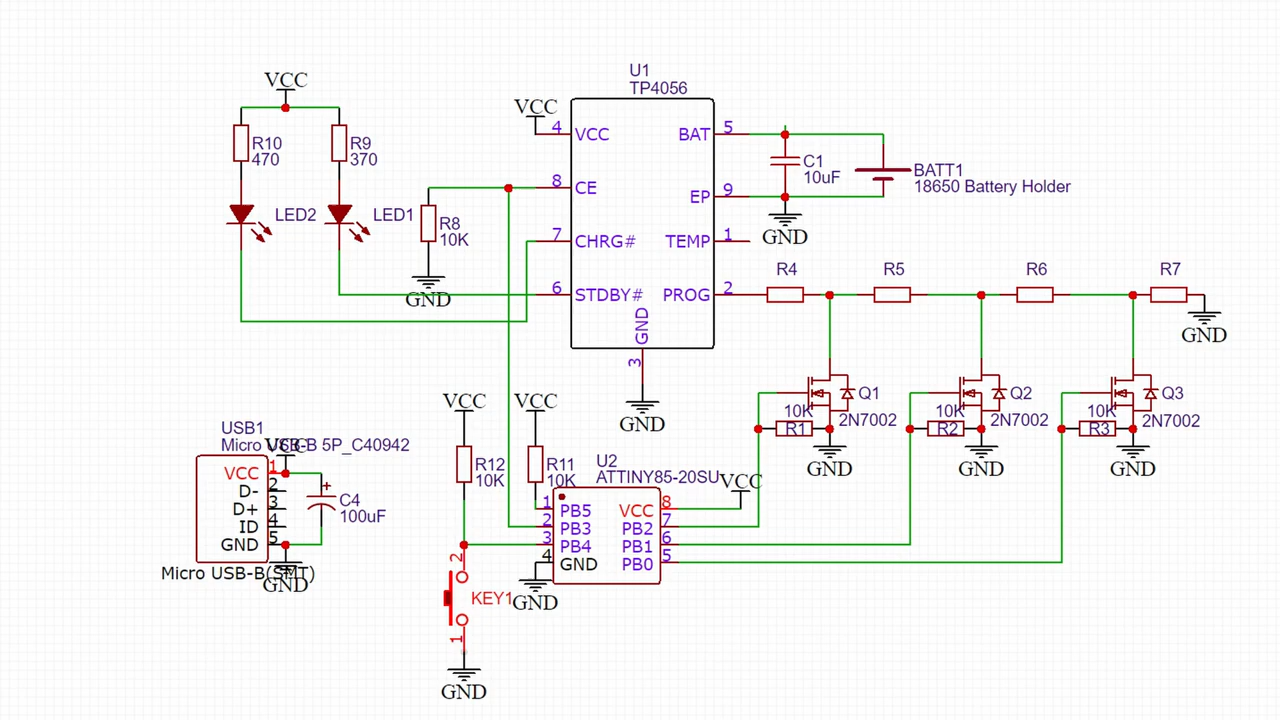 U1
TP4056
VCC
VCC
R10
470
R9
370
LED2
LED1
R8
10K
GND
4
VCC
8
CE
7
CHRG#
6
STDBY#
BAT
5
EP
9
TEMP
1
PROG
2
GND
3
GND
C1
10uF
BATT1
18650 Battery Holder
GND
R4
R5
R6
R7
GND
Q1
2N7002
10K
R1
GND
Q2
2N7002
10K
R2
GND
Q3
2N7002
10K
R3
GND
USB1
Micro USB-B 5P_C40942
VCC
VCC
1
D-
2
D+
3
ID
4
GND
5
C4
100uF
Micro USB-B(SMT)
GND
VCC
VCC
R12
10K
R11
10K
U2
ATTINY85-20SU
VCC
1
PB5
VCC
8
2
PB3
PB2
7
3
PB4
PB1
6
4
GND
PB0
5
GND
2
KEY1
1
GND